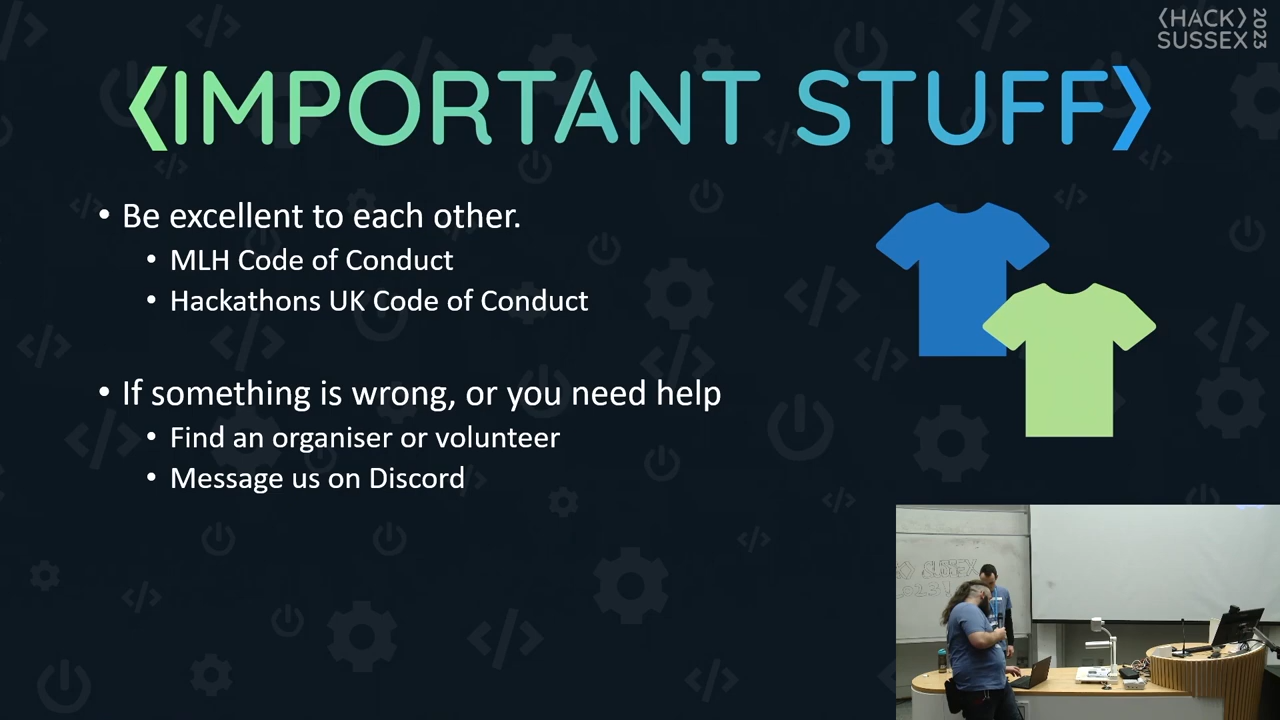 ⟨HACK⟩
SUSSEX
2023
⟨IMPORTANT STUFF⟩
• Be excellent to each other.
• MLH Code of Conduct
• Hackathons UK Code of Conduct
• If something is wrong, or you need help
• Find an organiser or volunteer
• Message us on Discord
SUSSEX